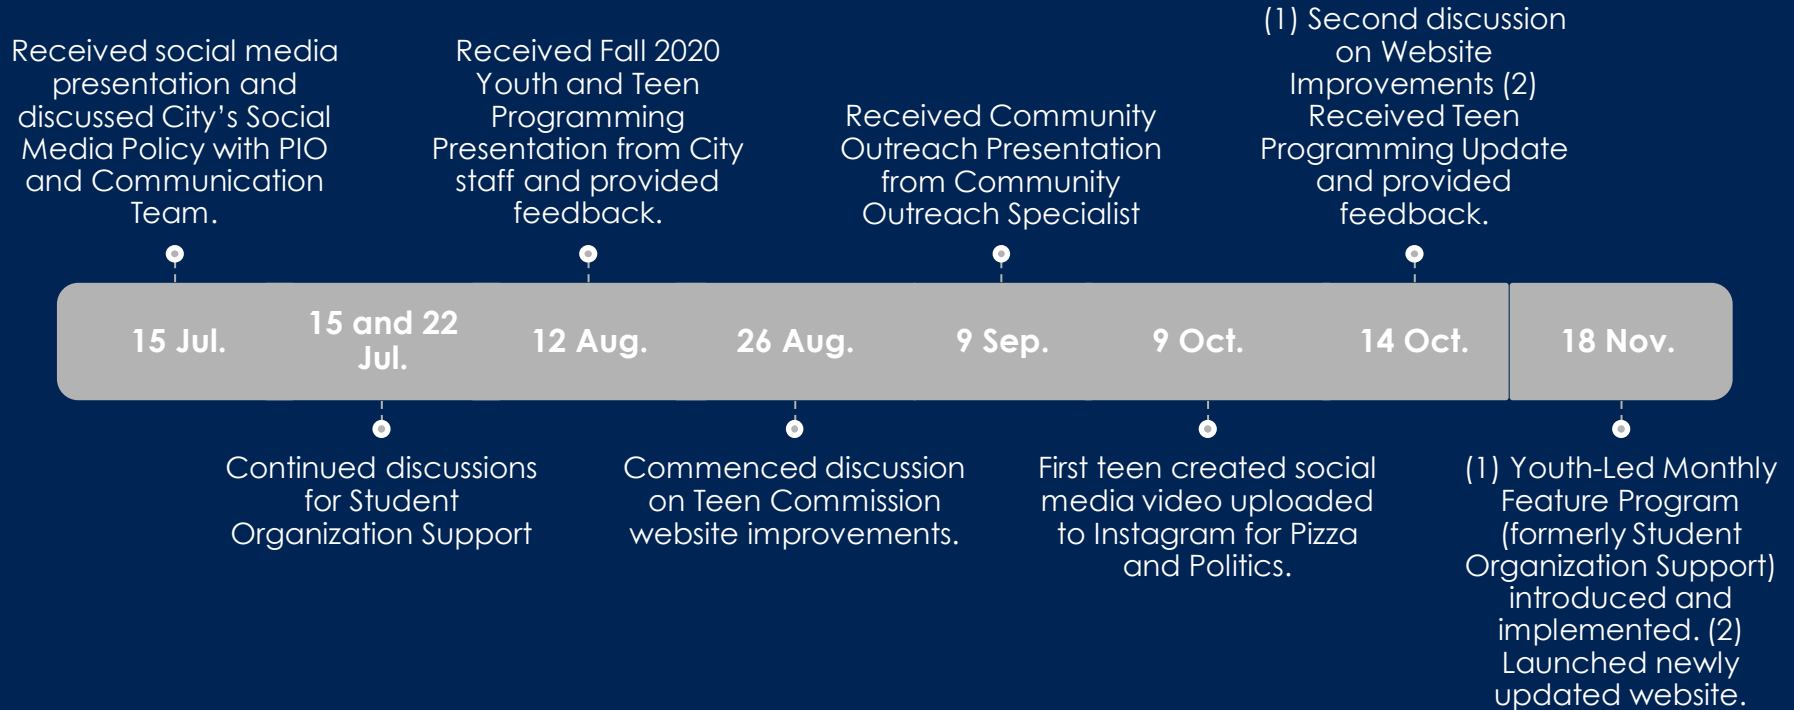 Received social media
presentation and
discussed City’s Social
Media Policy with PIO
and Communication
Team.
Received Fall 2020
Youth and Teen
Programming
Presentation from City
staff and provided
feedback.
Received Community
Outreach Presentation
from Community
Outreach Specialist
(1) Second discussion
on Website
Improvements (2)
Received Teen
Programming Update
and provided
feedback.
15 Jul.
15 and 22
Jul.
12 Aug.
26 Aug.
9 Sep.
9 Oct.
14 Oct.
18 Nov.
Continued discussions
for Student
Organization Support
Commenced discussion
on Teen Commission
website improvements.
First teen created social
media video uploaded
to Instagram for Pizza
and Politics.
(1) Youth-Led Monthly
Feature Program
(formerly Student
Organization Support)
introduced and
implemented. (2)
Launched newly
updated website.